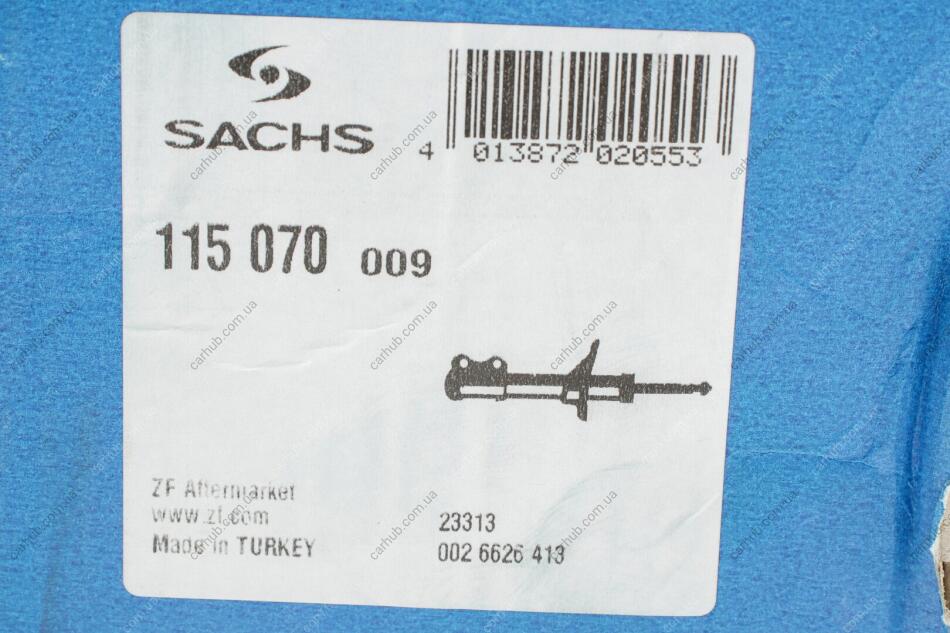 SACHS
4 013872 020553
115 070 009
ZF Aftermarket
www.zf.com
Made in TURKEY
23313
002 6626 413
carhub.com.ua